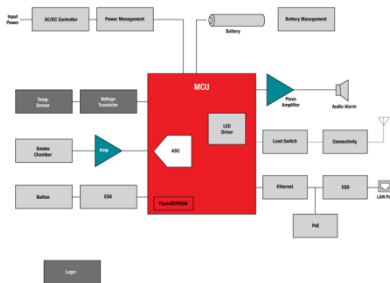 Input
Power
AC/DC Controller
Power Management
Battery
Battery Management
MCU
Piezo
Amplifier
Audio Alarm
Temp.
Sensor
Voltage
Translator
LED
Driver
Smoke
Chamber
Amp
ADC
Load Switch
Connectivity
Button
ESD
Flash/EEPROM
Ethernet
ESD
LAN Po
PoE
Logic